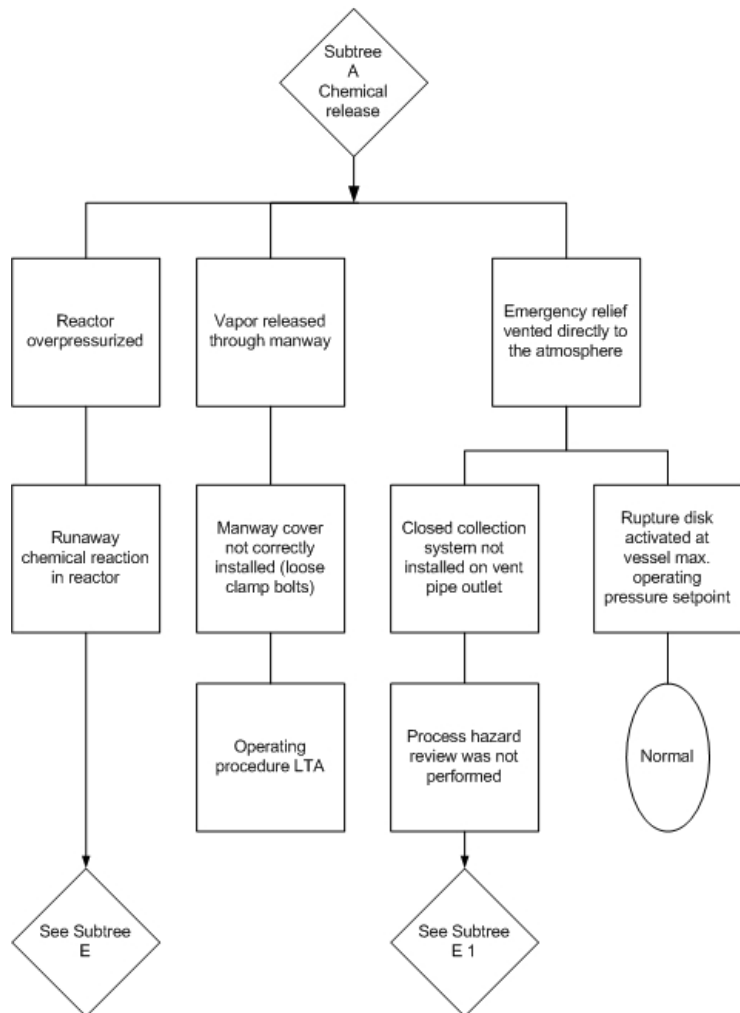 Subtree
A
Chemical
release
Reactor
overpressurized
Vapor released
through manway
Emergency relief
vented directly to
the atmosphere
Runaway
chemical reaction
in reactor
Manway cover
not correctly
installed (loose
clamp bolts)
Closed collection
system not
installed on vent
pipe outlet
Rupture disk
activated at
vessel max.
operating
pressure setpoint
Operating
procedure LTA
Process hazard
review was not
performed
Normal
See Subtree
E
See Subtree
E 1